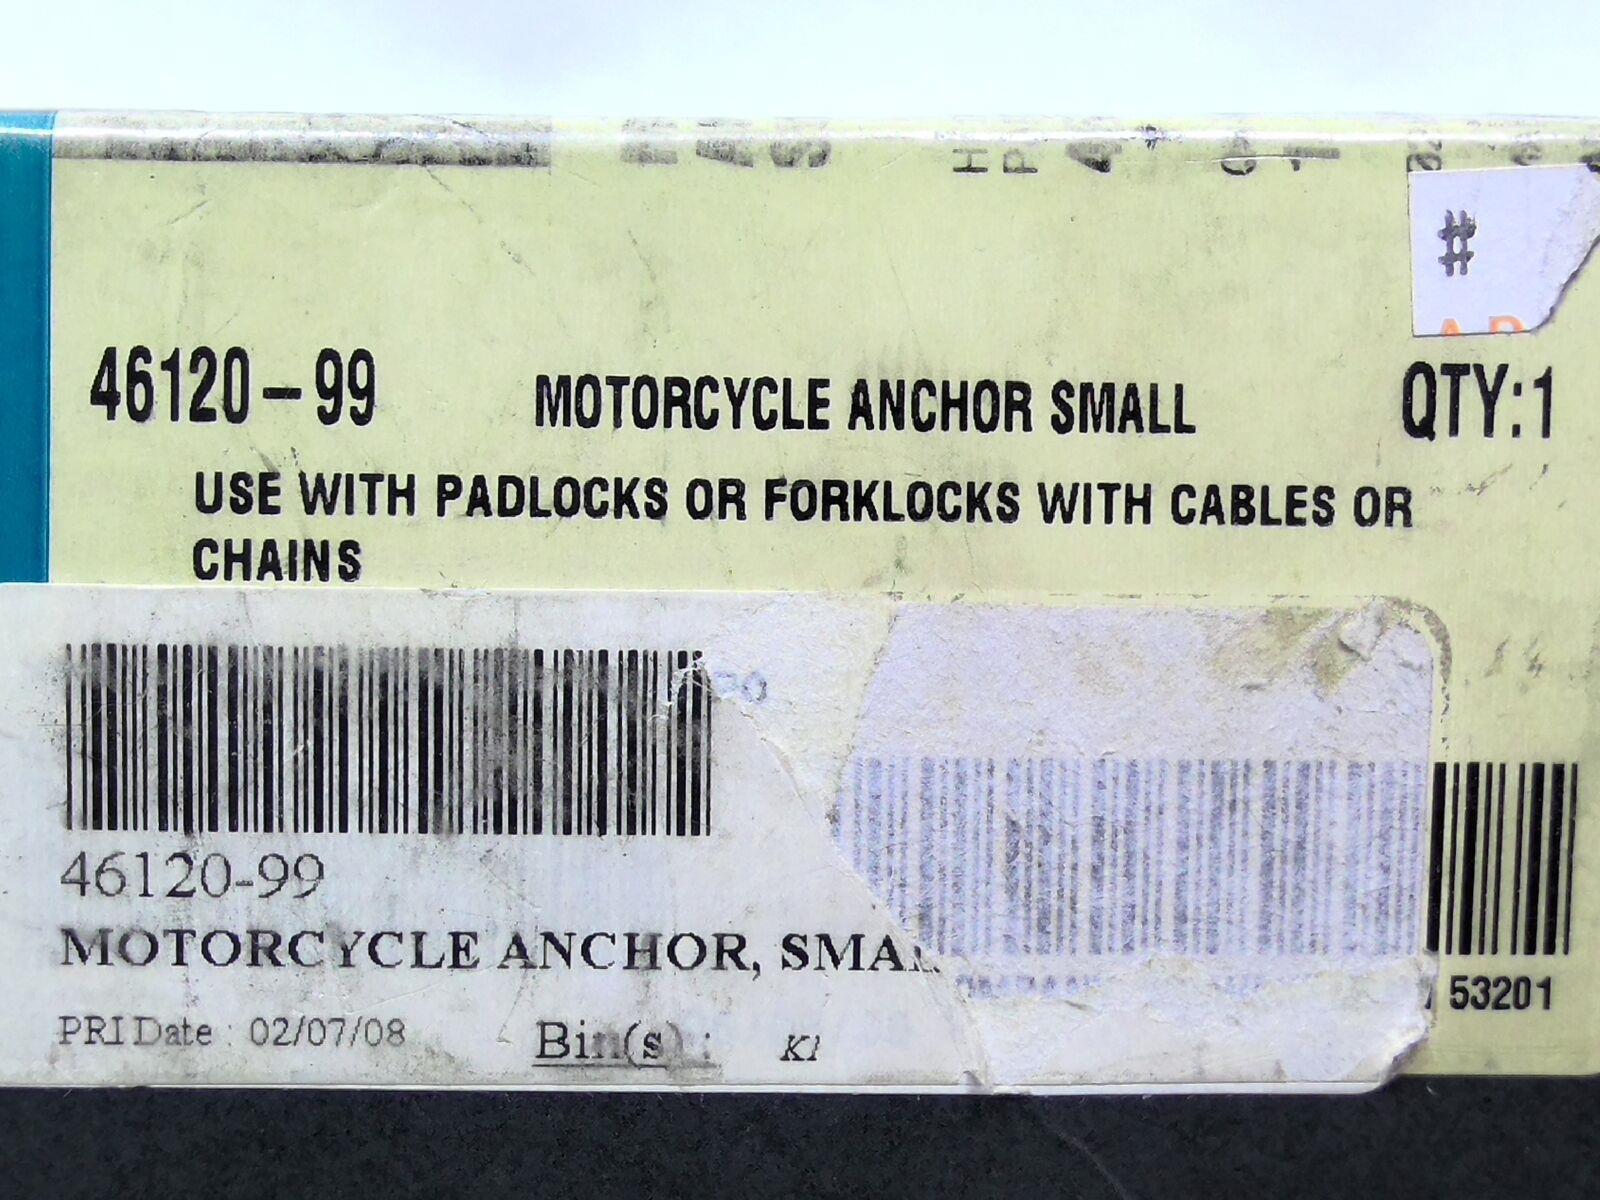 #
46120-99 MOTORCYCLE ANCHOR SMALL QTY:1
USE WITH PADLOCKS OR FORKLOCKS WITH CABLES OR
CHAINS
53201
46120-99
MOTORCYCLE ANCHOR,
PRI Date : 02/07/08 Bin(s) : K1